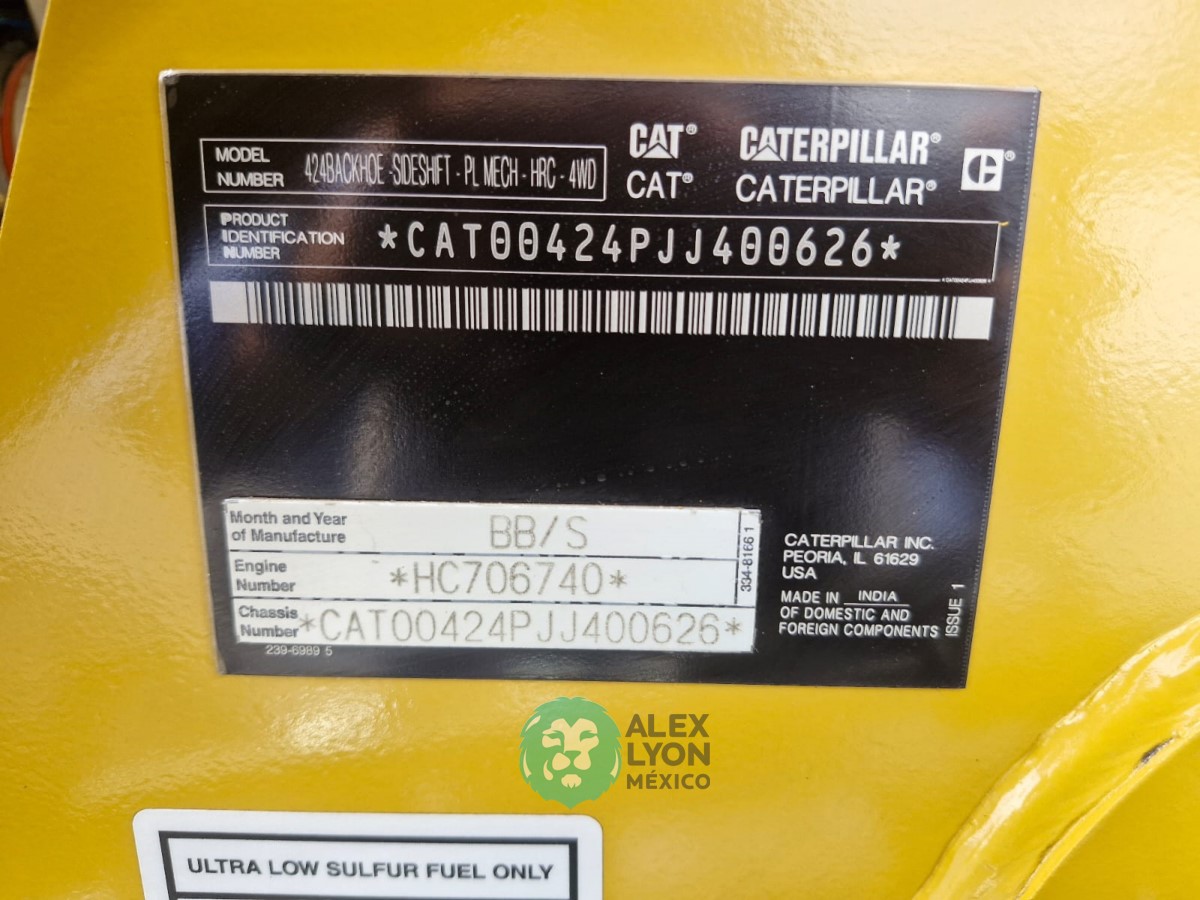 MODEL NUMBER 424BACKHOE -SIDESHIFT - PL MECH - HRC - 4WD
CAT® CATERPILLAR®
CAT® CATERPILLAR®
PRODUCT
IDENTIFICATION
NUMBER
*CAT00424PJJ400626*
Month and Year
of Manufacture
BB/S
Engine
Number
*HC706740*
Chassis
Number
*CAT00424PJJ400626*
239-6989 5
334-8166 1
CATERPILLAR INC.
PEORIA, IL 61629
USA
MADE IN INDIA
OF DOMESTIC AND
FOREIGN COMPONENTS
ISSUE 1
ALEX
LYON
MÉXICO
ULTRA LOW SULFUR FUEL ONLY